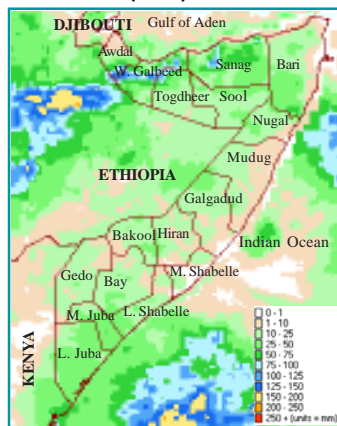 DJIBOUTI
Gulf of Aden
Awdal
W. Galbeed
Sanag
Bari
Togdheer
Sool
Nugal
Mudug
ETHIOPIA
Galgadud
Bakool
Hiran
Indian Ocean
Gedo
Bay
M. Shabelle
M. Juba
L. Shabelle
KENYA
L. Juba
0 - 1
1 - 10
10 - 25
25 - 50
50 - 75
75 - 100
100 - 125
125 - 150
150 - 200
200 - 250
250 + (units = mm)